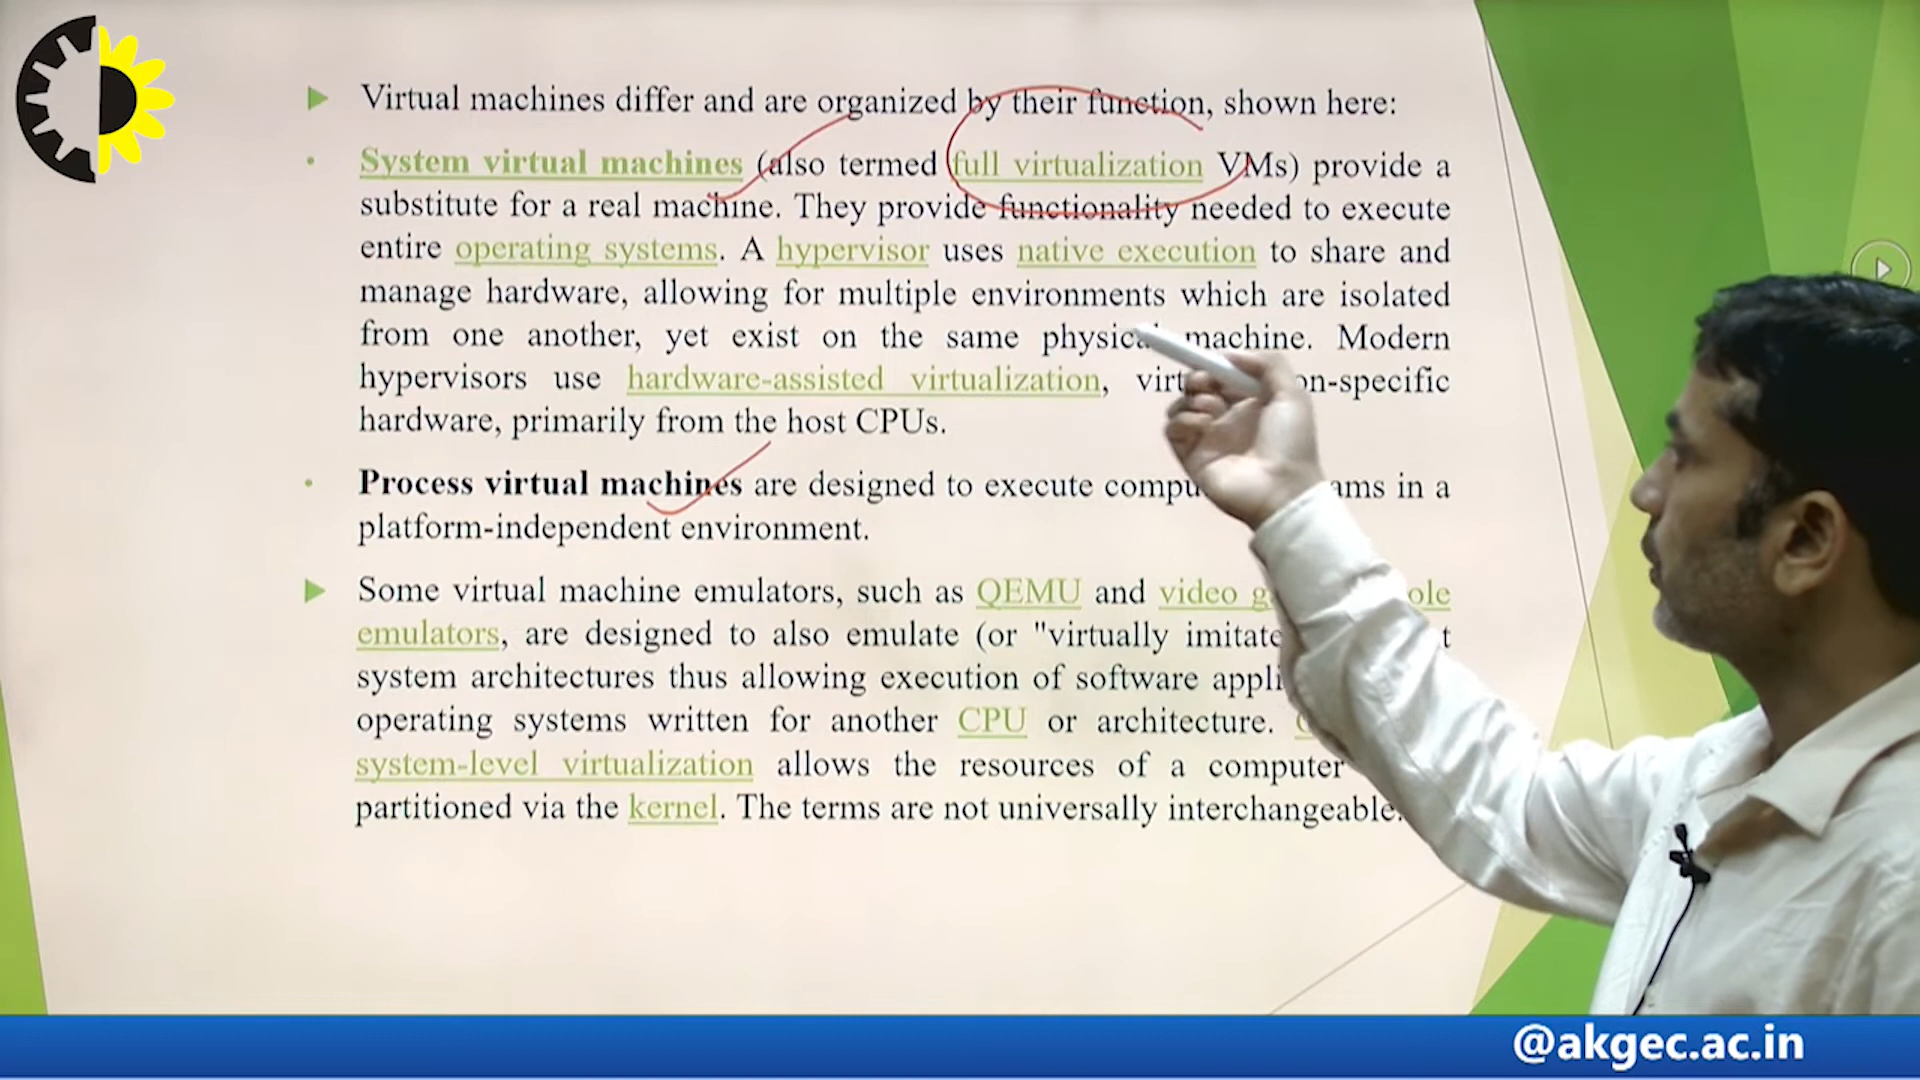 Virtual machines differ and are organized by their function, shown here:
System virtual machines (also termed full virtualization VMs) provide a
substitute for a real machine. They provide functionality needed to execute
entire operating systems. A hypervisor uses native execution to share and
manage hardware, allowing for multiple environments which are isolated
from one another, yet exist on the same physical machine. Modern
hypervisors use hardware-assisted virtualization, on-specific
hardware, primarily from the host CPUs.
Process virtual machines are designed to execute in a
platform-independent environment.
Some virtual machine emulators, such as QEMU and video
emulators, are designed to also emulate (or "virtually imitate
system architectures thus allowing execution of software
operating systems written for another CPU or architecture.
system-level virtualization allows the resources of a computer
partitioned via the kernel. The terms are not universally interchangeable.
@akgec.ac.in